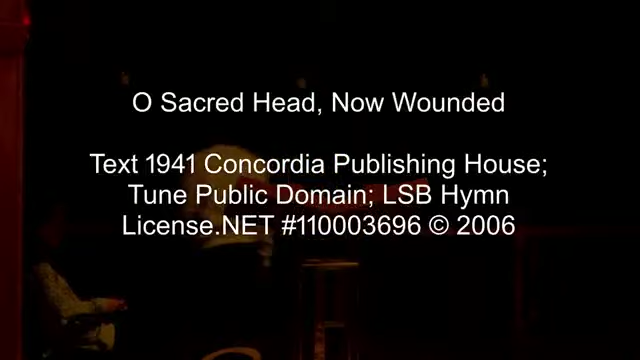 O Sacred Head, Now Wounded
Text 1941 Concordia Publishing House;
Tune Public Domain; LSB Hymn
License.NET #110003696 © 2006